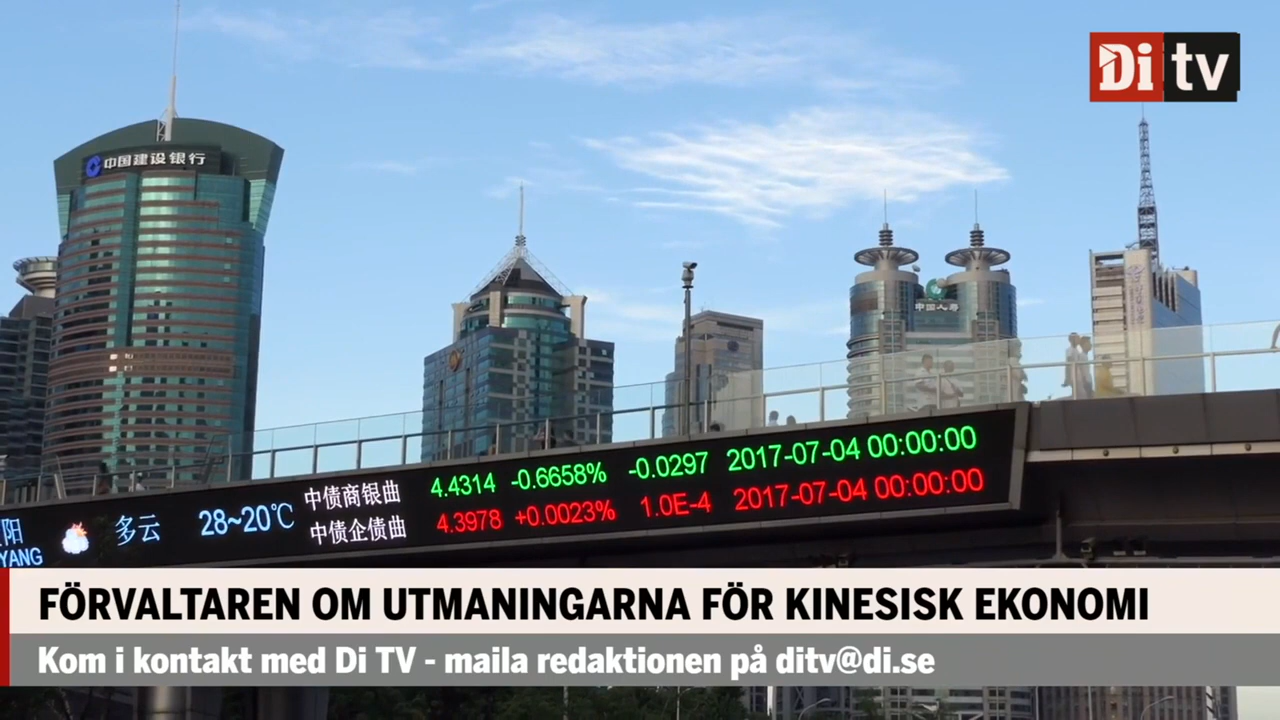 Di tv
中国建设银行
中国人寿
阳
YANG
多云
28~20℃
中债商银曲 4.4314 -0.6658% -0.0297 2017-07-04 00:00:00
中债企债曲 4.3978 +0.0023% 1.0E-4 2017-07-04 00:00:00
FÖRVALTAREN OM UTMANINGARNA FÖR KINESISK EKONOMI
Kom i kontakt med Di TV - maila redaktionen på ditv@di.se